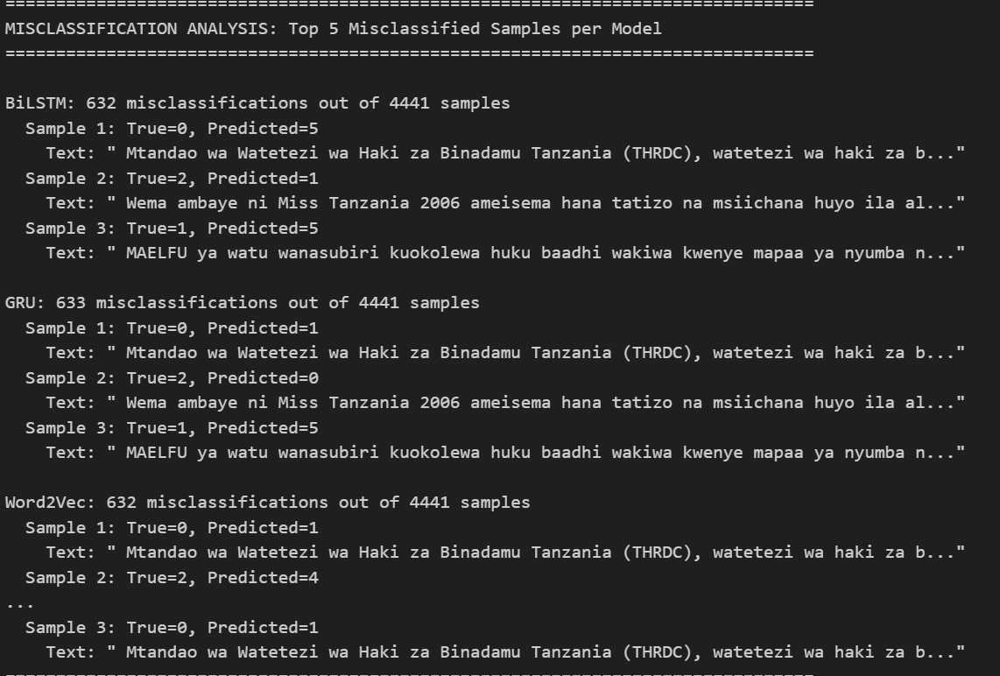 ================================================================================
MISCLASSIFICATION ANALYSIS: Top 5 Misclassified Samples per Model
================================================================================
BiLSTM: 632 misclassifications out of 4441 samples
Sample 1: True=0, Predicted=5
Text: " Mtandao wa Watetezi wa Haki za Binadamu Tanzania (THRDC), watetezi wa haki za b..."
Sample 2: True=2, Predicted=1
Text: " Wema ambaye ni Miss Tanzania 2006 ameisema hana tatizo na msiichana huyo ila al..."
Sample 3: True=1, Predicted=5
Text: " MAELFU ya watu wanasubiri kuokolewa huku baadhi wakiwa kwenye mapaa ya nyumba n..."
GRU: 633 misclassifications out of 4441 samples
Sample 1: True=0, Predicted=1
Text: " Mtandao wa Watetezi wa Haki za Binadamu Tanzania (THRDC), watetezi wa haki za b..."
Sample 2: True=2, Predicted=0
Text: " Wema ambaye ni Miss Tanzania 2006 ameisema hana tatizo na msiichana huyo ila al..."
Sample 3: True=1, Predicted=5
Text: " MAELFU ya watu wanasubiri kuokolewa huku baadhi wakiwa kwenye mapaa ya nyumba n..."
Word2Vec: 632 misclassifications out of 4441 samples
Sample 1: True=0, Predicted=1
Text: " Mtandao wa Watetezi wa Haki za Binadamu Tanzania (THRDC), watetezi wa haki za b..."
Sample 2: True=2, Predicted=4
...
Sample 3: True=0, Predicted=1
Text: " Mtandao wa Watetezi wa Haki za Binadamu Tanzania (THRDC), watetezi wa haki za b..."
================================================================================